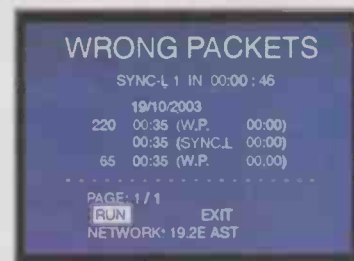 WRONG PACKETS
SYNC-L 1 IN 00:00 : 46
19/10/2003
220 00:35 (W.P. 00:00)
00:35 (SYNC.L 00:00)
65 00:35 (W.P. 00,00)
PAGE: 1 / 1
RUN EXIT
NETWORK: 19.2E AST